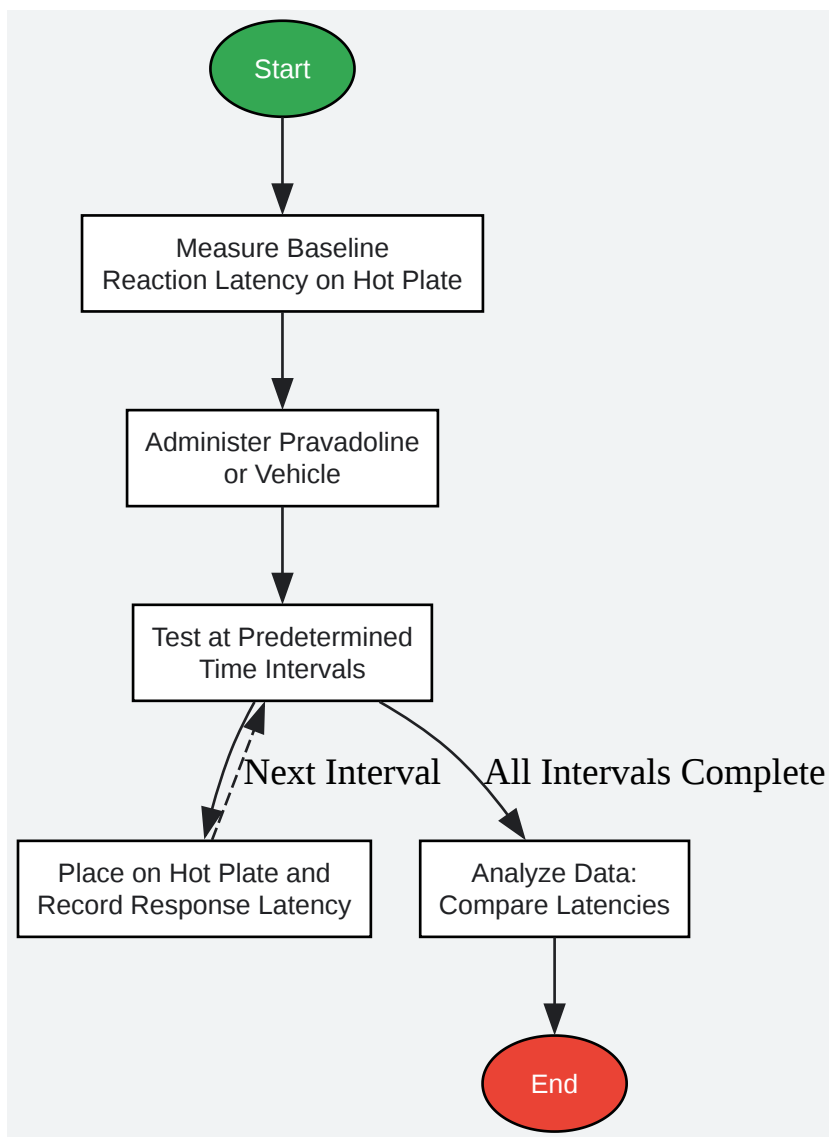 Start
Measure Baseline
Reaction Latency on Hot Plate
Administer Pravadoline
or Vehicle
Test at Predetermined
Time Intervals
Next Interval
All Intervals Complete
Place on Hot Plate and
Record Response Latency
Analyze Data:
Compare Latencies
End